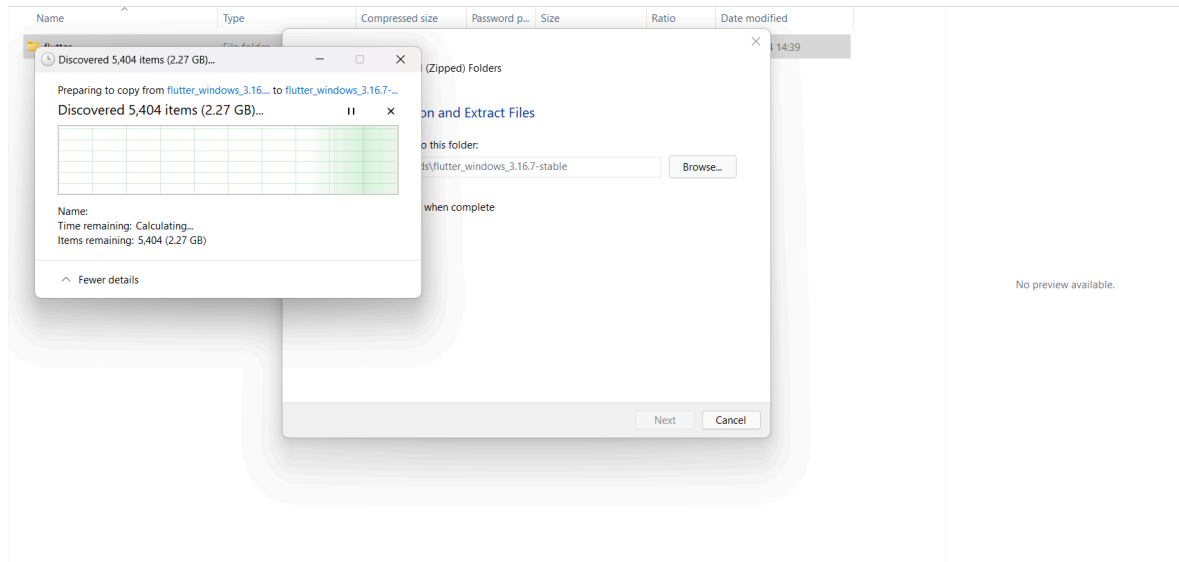 Name Type Compressed size Password p... Size Ratio Date modified
flutter File folder 14:39
Discovered 5,404 items (2.27 GB)...
(Zipped) Folders
Preparing to copy from flutter_windows_3.16.... to flutter_windows_3.16.7-...
Discovered 5,404 items (2.27 GB)...
on and Extract Files
o this folder:
ds\flutter_windows_3.16.7-stable Browse...
when complete
Name:
Time remaining: Calculating...
Items remaining: 5,404 (2.27 GB)
Fewer details
No preview available.
Next Cancel